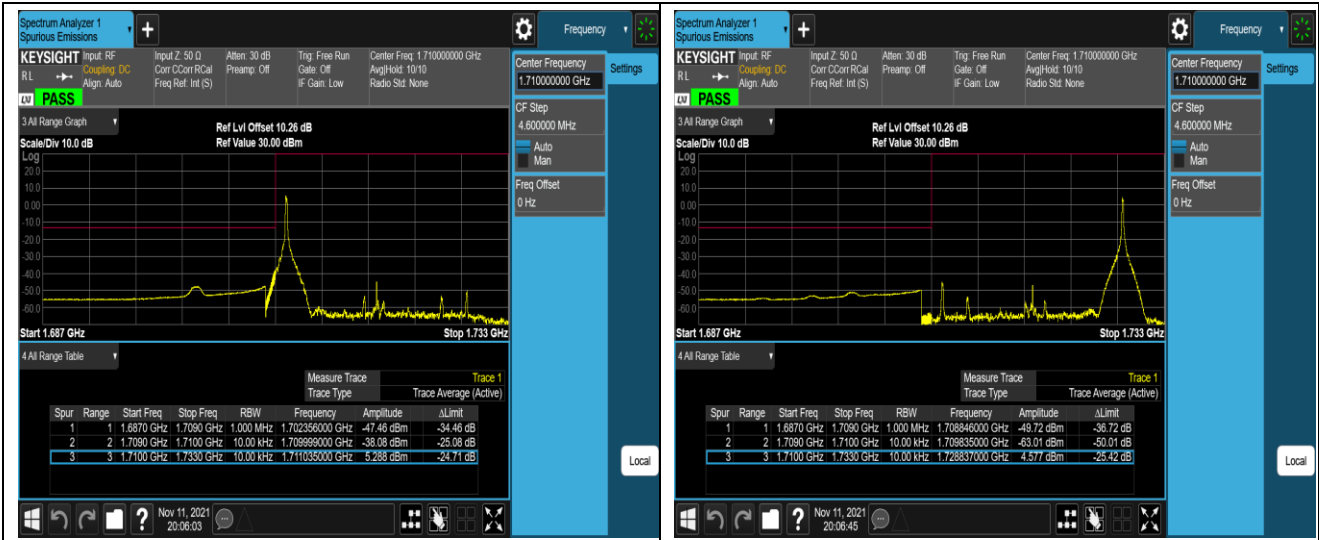 Spectrum Analyzer 1
Spurious Emissions
+
Frequency
KEYSIGHT Input: RF Input Z: 50 Ω Atten: 30 dB Trig: Free Run Center Freq: 1.710000000 GHz
Coupling: DC Corr CCorr RCal Preamp: Off Gate: Off Avg|Hold: 10/10
RL Align: Auto Freq Ref: Int (S) IF Gain: Low Radio Std: None
LXI PASS
Center Frequency
1.710000000 GHz
Settings
CF Step
4.600000 MHz
Auto
Man
Freq Offset
0 Hz
3 All Range Graph
Ref Lvl Offset 10.26 dB
Scale/Div 10.0 dB Ref Value 30.00 dBm
Log
20.0
10.0
0.00
-10.0
-20.0
-30.0
-40.0
-50.0
-60.0
Start 1.687 GHz Stop 1.733 GHz
4 All Range Table
Measure Trace Trace 1
Trace Type Trace Average (Active)
Spur Range Start Freq Stop Freq RBW Frequency Amplitude ΔLimit
1 1 1.6870 GHz 1.7090 GHz 1.000 MHz 1.702356000 GHz -47.46 dBm -34.46 dB
2 2 1.7090 GHz 1.7100 GHz 10.00 kHz 1.709999000 GHz -38.08 dBm -25.08 dB
3 3 1.7100 GHz 1.7330 GHz 10.00 kHz 1.711035000 GHz 5.288 dBm -24.71 dB
Local
?
Nov 11, 2021
20:06:03
Spectrum Analyzer 1
Spurious Emissions
+
Frequency
KEYSIGHT Input: RF Input Z: 50 Ω Atten: 30 dB Trig: Free Run Center Freq: 1.710000000 GHz
Coupling: DC Corr CCorr RCal Preamp: Off Gate: Off Avg|Hold: 10/10
RL Align: Auto Freq Ref: Int (S) IF Gain: Low Radio Std: None
LXI PASS
Center Frequency
1.710000000 GHz
Settings
CF Step
4.600000 MHz
Auto
Man
Freq Offset
0 Hz
3 All Range Graph
Ref Lvl Offset 10.26 dB
Scale/Div 10.0 dB Ref Value 30.00 dBm
Log
20.0
10.0
0.00
-10.0
-20.0
-30.0
-40.0
-50.0
-60.0
Start 1.687 GHz Stop 1.733 GHz
4 All Range Table
Measure Trace Trace 1
Trace Type Trace Average (Active)
Spur Range Start Freq Stop Freq RBW Frequency Amplitude ΔLimit
1 1 1.6870 GHz 1.7090 GHz 1.000 MHz 1.708846000 GHz -49.72 dBm -36.72 dB
2 2 1.7090 GHz 1.7100 GHz 10.00 kHz 1.709835000 GHz -63.01 dBm -50.01 dB
3 3 1.7100 GHz 1.7330 GHz 10.00 kHz 1.728837000 GHz 4.577 dBm -25.42 dB
Local
?
Nov 11, 2021
20:06:45